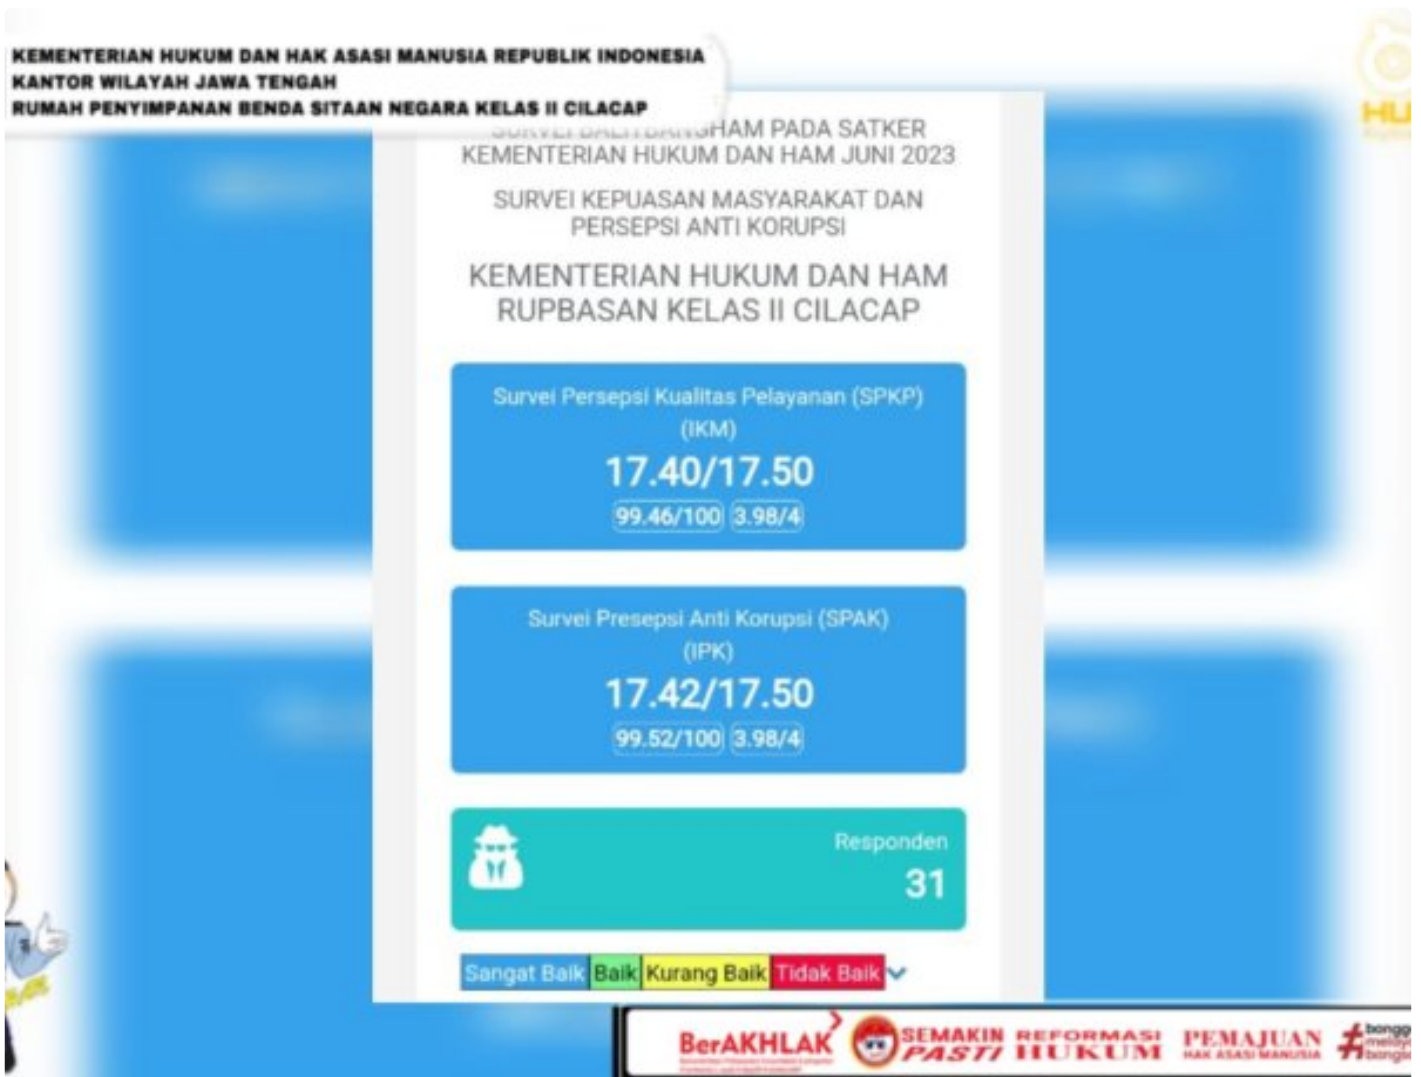 KEMENTERIAN HUKUM DAN HAK ASASI MANUSIA REPUBLIK INDONESIA
KANTOR WILAYAH JAWA TENGAH
RUMAH PENYIMPANAN BENDA SITAAN NEGARA KELAS II CILACAP
SURVEI BALITBANGHAM PADA SATKER
KEMENTERIAN HUKUM DAN HAM JUNI 2023
SURVEI KEPUASAN MASYARAKAT DAN
PERSEPSI ANTI KORUPSI
KEMENTERIAN HUKUM DAN HAM
RUPBASAN KELAS II CILACAP
Survei Persepsi Kualitas Pelayanan (SPKP)
(IKM)
17.40/17.50
99.46/100 3.98/4
Survei Presepsi Anti Korupsi (SPAK)
(IPK)
17.42/17.50
99.52/100 3.98/4
Responden
31
Sangat Baik Baik Kurang Baik Tidak Baik
BerAKHLAK
SEMAKIN
PASTI
REFORMASI
HUKUM
PEMAJUAN
HAK ASASI MANUSIA